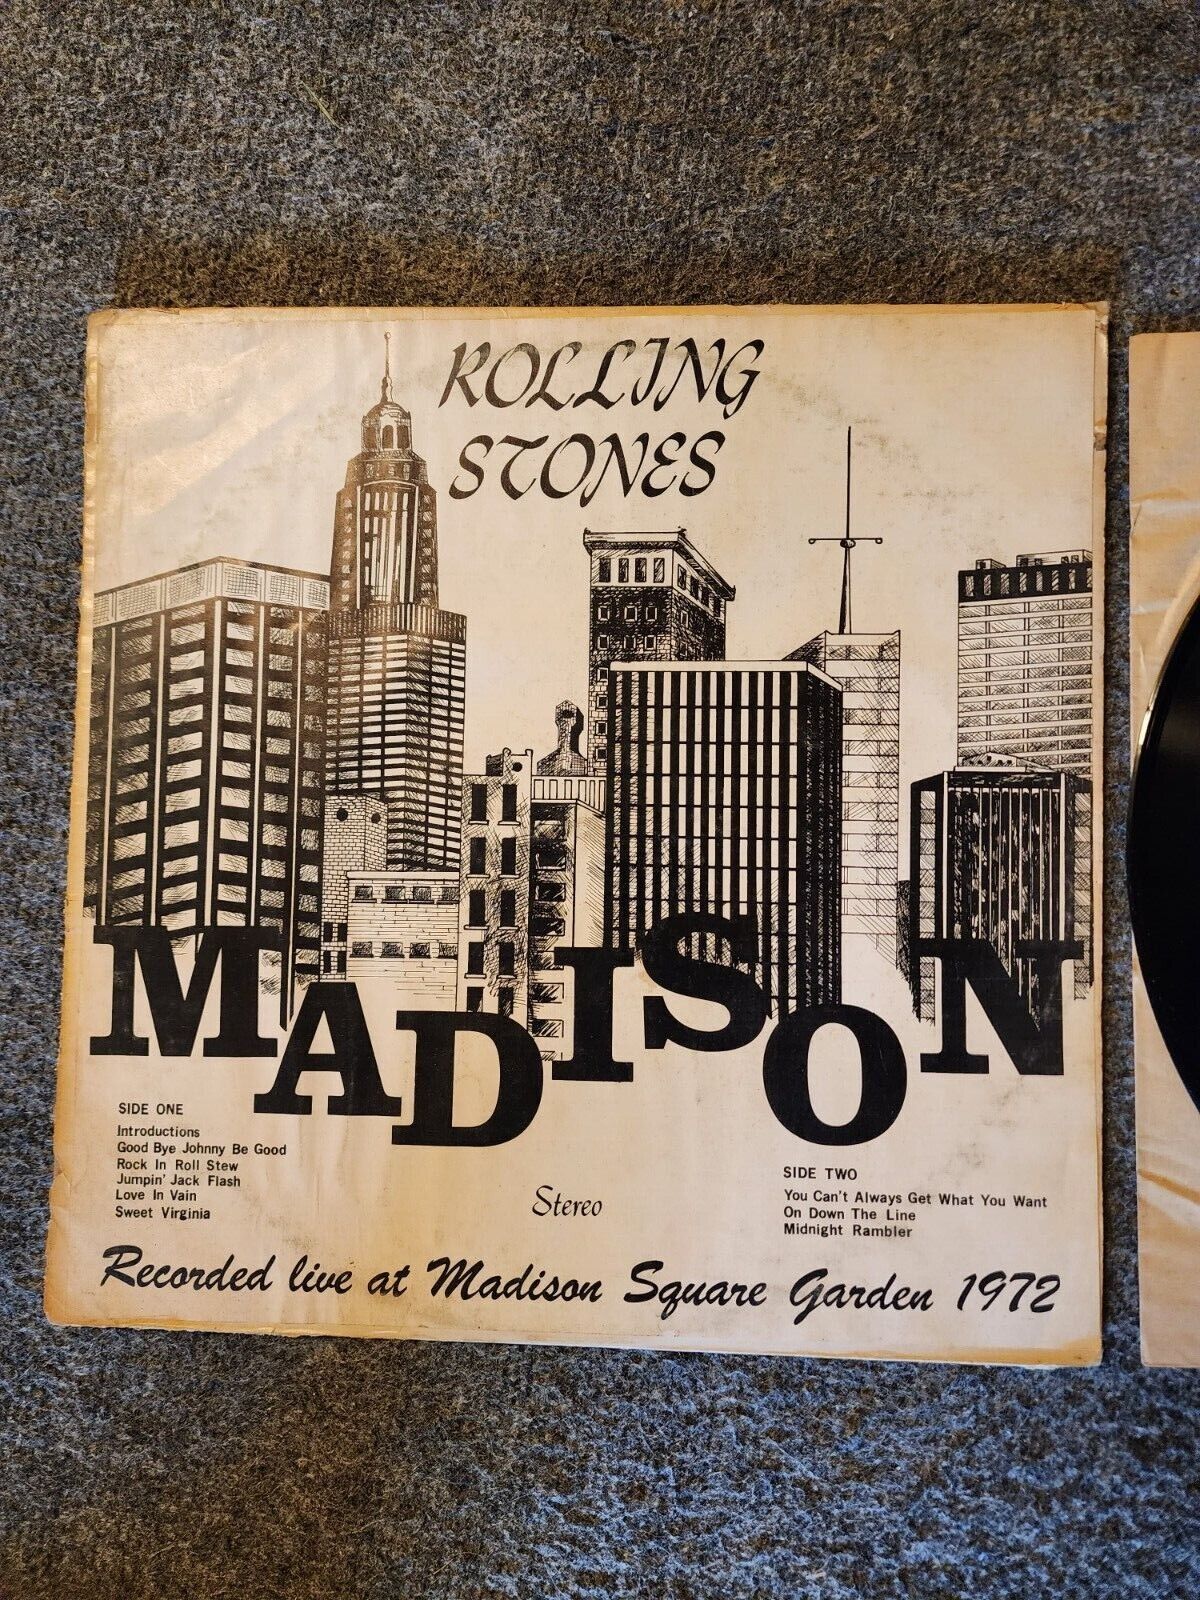 ROLLING
STONES
MADISON
SIDE ONE
Introductions
Good Bye Johnny Be Good
Rock In Roll Stew
Jumpin' Jack Flash
Love In Vain
Sweet Virginia
Stereo
SIDE TWO
You Can't Always Get What You Want
On Down The Line
Midnight Rambler
Recorded live at Madison Square Garden 1972